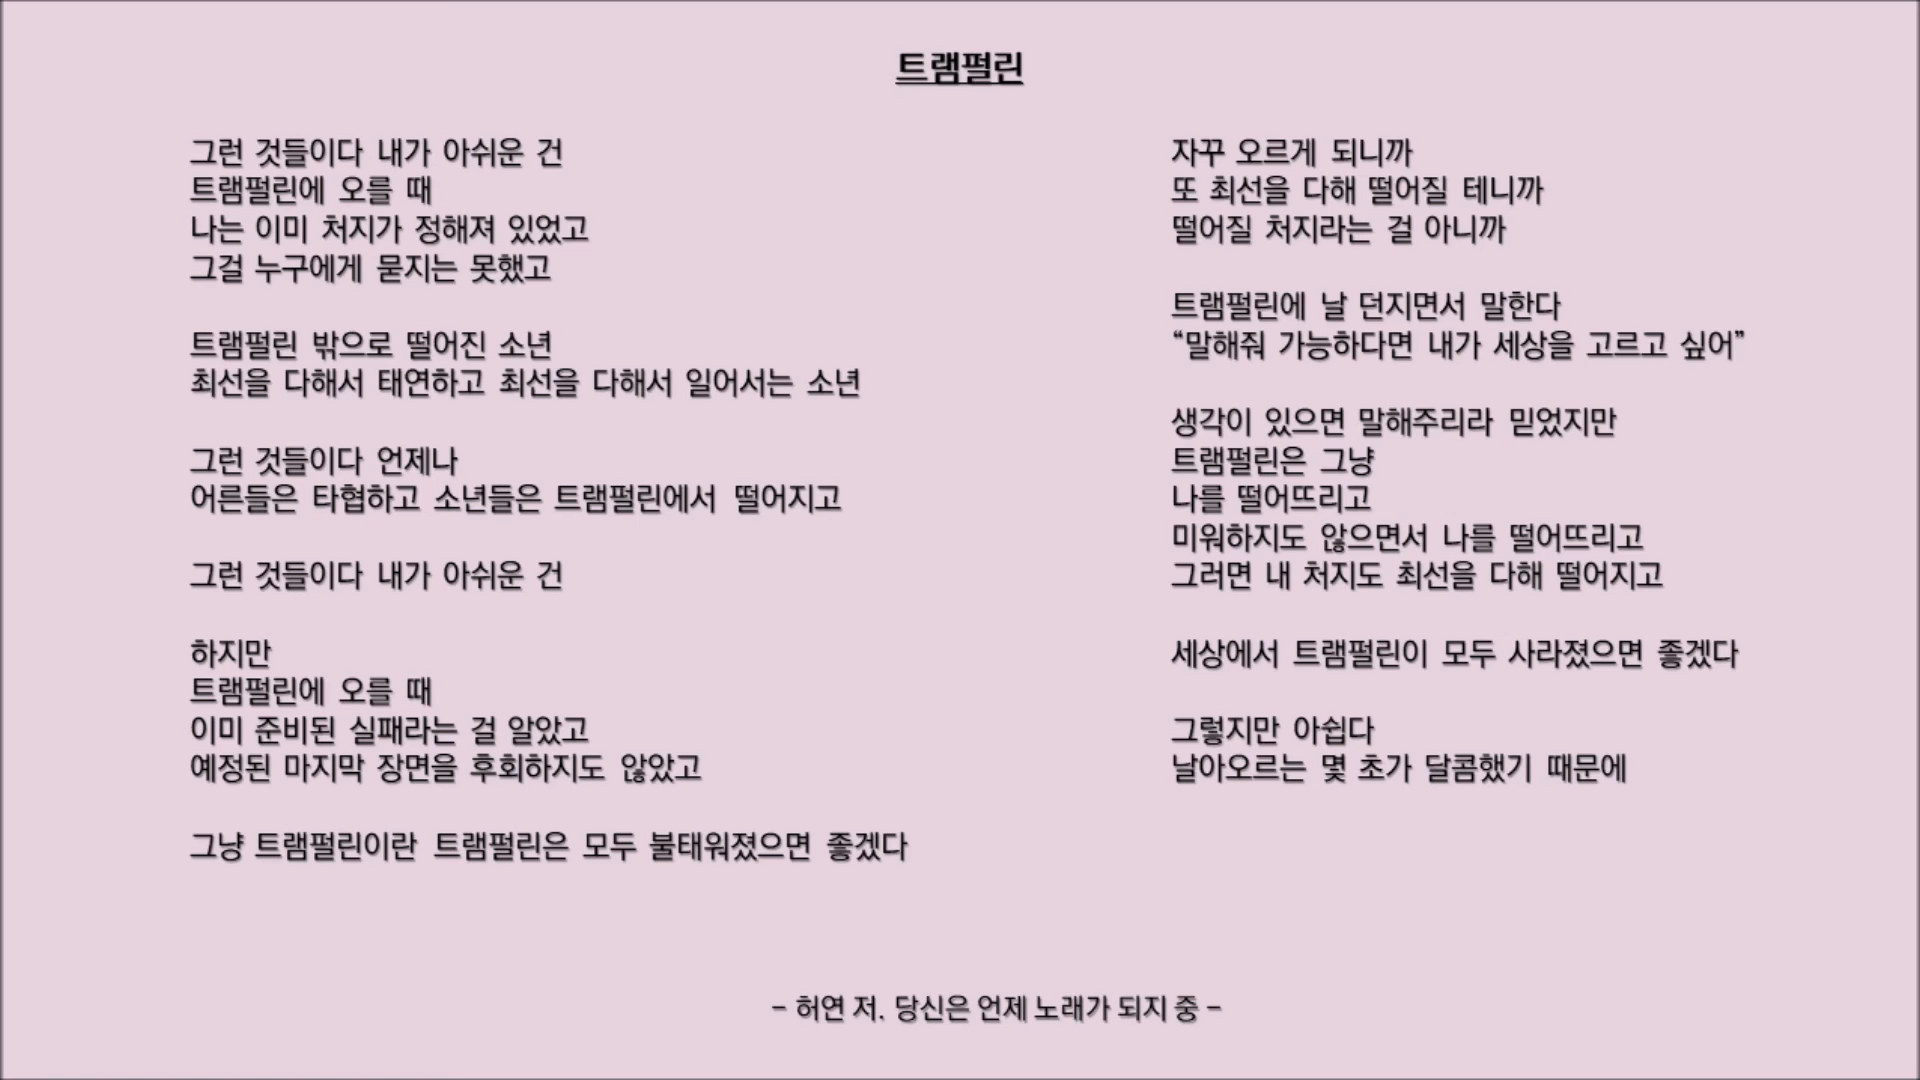 트램펄린
그런 것들이다 내가 아쉬운 건
트램펄린에 오를 때
나는 이미 처지가 정해져 있었고
그걸 누구에게 묻지는 못했고
트램펄린 밖으로 떨어진 소년
최선을 다해서 태연하고 최선을 다해서 일어서는 소년
그런 것들이다 언제나
어른들은 타협하고 소년들은 트램펄린에서 떨어지고
그런 것들이다 내가 아쉬운 건
하지만
트램펄린에 오를 때
이미 준비된 실패라는 걸 알았고
예정된 마지막 장면을 후회하지도 않았고
그냥 트램펄린이란 트램펄린은 모두 불태워졌으면 좋겠다
자꾸 오르게 되니까
또 최선을 다해 떨어질 테니까
떨어질 처지라는 걸 아니까
트램펄린에 날 던지면서 말한다
“말해줘 가능하다면 내가 세상을 고르고 싶어”
생각이 있으면 말해주리라 믿었지만
트램펄린은 그냥
나를 떨어뜨리고
미워하지도 않으면서 나를 떨어뜨리고
그러면 내 처지도 최선을 다해 떨어지고
세상에서 트램펄린이 모두 사라졌으면 좋겠다
그렇지만 아쉽다
날아오르는 몇 초가 달콤했기 때문에
– 허연 저. 당신은 언제 노래가 되지 중 –